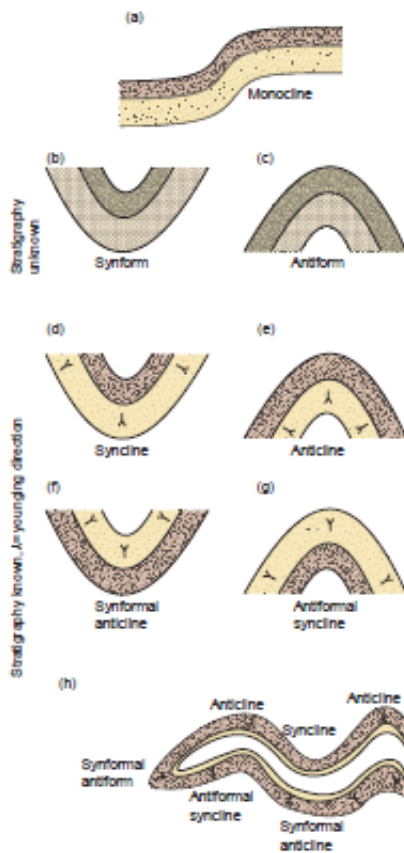 (a)
Monocline
(b)
(c)
Stratigraphy
unknown
Synform
Antiform
(d)
(e)
Syncline
Anticline
Stratigraphy known, ⅄=younging direction
(f)
(g)
Synformal
anticline
Antiformal
syncline
(h)
Anticline
Anticline
Syncline
Synformal
antiform
Antiformal
syncline
Synformal
anticline